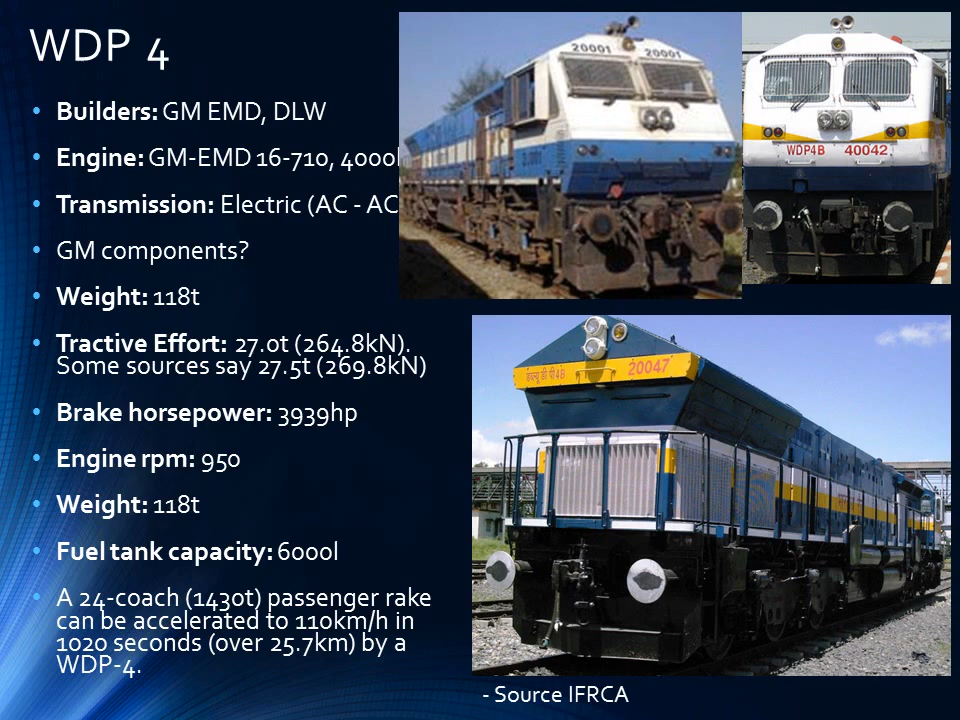 WDP 4
• Builders: GM EMD, DLW
• Engine: GM-EMD 16-710, 4000
• Transmission: Electric (AC - AC
• GM components?
• Weight: 118t
• Tractive Effort: 27.0t (264.8kN).
Some sources say 27.5t (269.8kN)
• Brake horsepower: 3939hp
• Engine rpm: 950
• Weight: 118t
• Fuel tank capacity: 6000l
• A 24-coach (1430t) passenger rake
can be accelerated to 110km/h in
1020 seconds (over 25.7km) by a
WDP-4.
20001 20001
WDP4B 40042
डब्ल्यू डी पी 4B 20047
- Source IFRCA